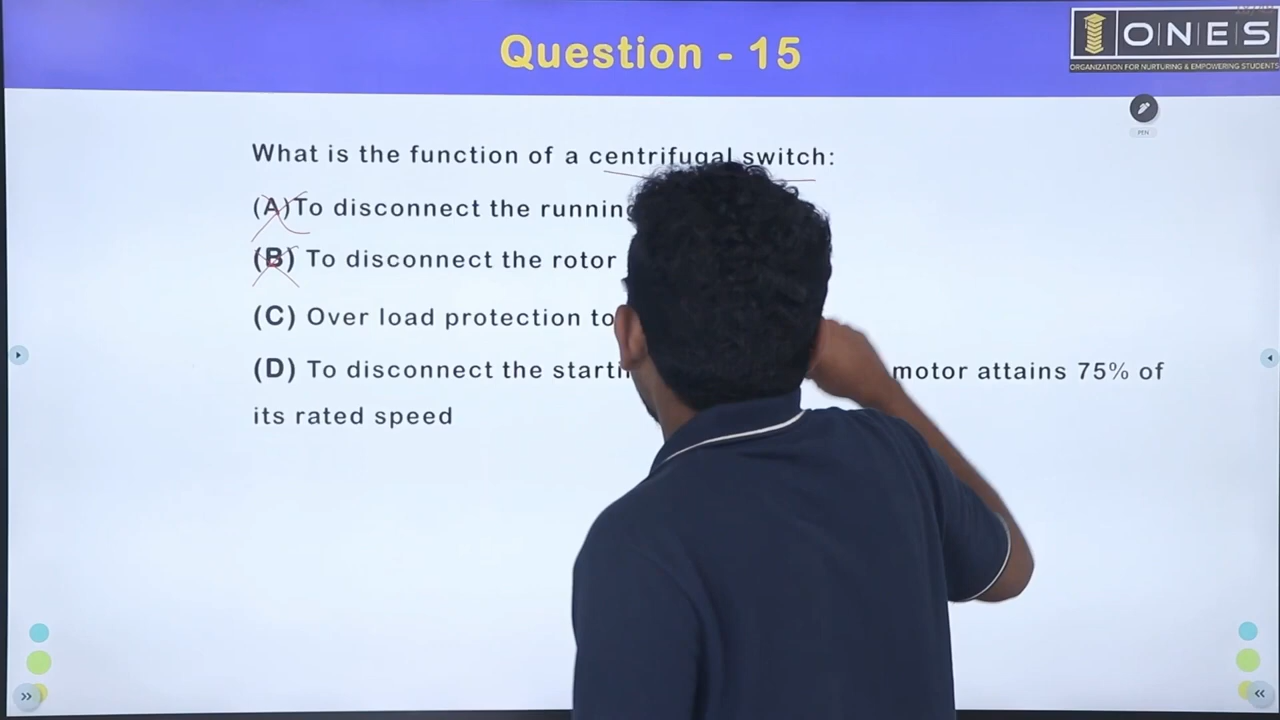 Question - 15
ONES
ORGANIZATION FOR NURTURING & EMPOWERING STUDENTS
PEN
What is the function of a centrifugal switch:
(A) To disconnect the running
(B) To disconnect the rotor
(C) Over load protection to
(D) To disconnect the motor attains 75% of
its rated speed